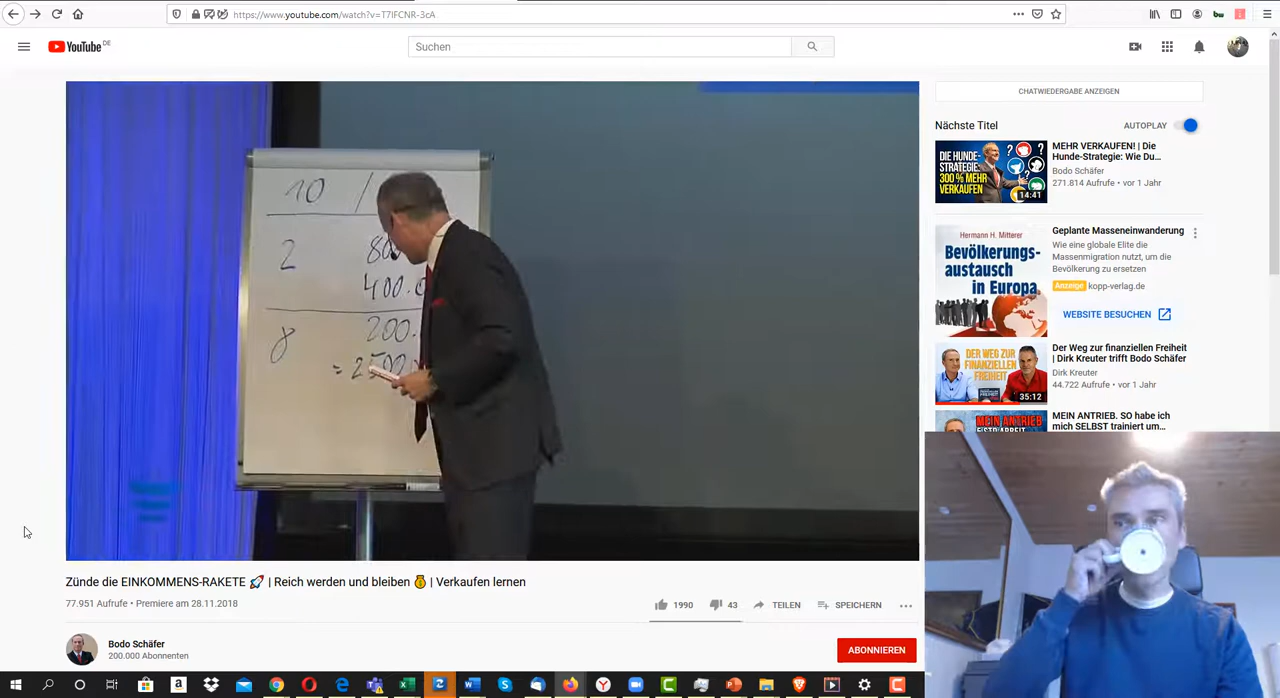 https://www.youtube.com/watch?v=T7IFCNR-3cA
YouTube DE
Suchen
10 /
2
80
400.0
8
200.
= 2500
CHATWIEDERGABE ANZEIGEN
Nächste Titel
AUTOPLAY
DIE HUNDE-
STRATEGIE:
300 % MEHR
VERKAUFEN
14:41
MEHR VERKAUFEN! | Die
Hunde-Strategie: Wie Du…
Bodo Schäfer
271.814 Aufrufe • vor 1 Jahr
Hermann H. Mitterer
Bevölkerungs-
austausch
in Europa
Geplante Masseneinwanderung
Wie eine globale Elite die
Massenmigration nutzt, um die
Bevölkerung zu ersetzen
Anzeige kopp-verlag.de
WEBSITE BESUCHEN
DER WEG ZUR
FINANZIELLEN
FREIHEIT
35:12
Der Weg zur finanziellen Freiheit
| Dirk Kreuter trifft Bodo Schäfer
Dirk Kreuter
44.722 Aufrufe • vor 1 Jahr
MEIN ANTRIEB. SO habe ich
mich SELBST trainiert um…
Zünde die EINKOMMENS-RAKETE 🚀 | Reich werden und bleiben 💰 | Verkaufen lernen
77.951 Aufrufe • Premiere am 28.11.2018
1990
43
TEILEN
SPEICHERN
Bodo Schäfer
200.000 Abonnenten
ABONNIEREN